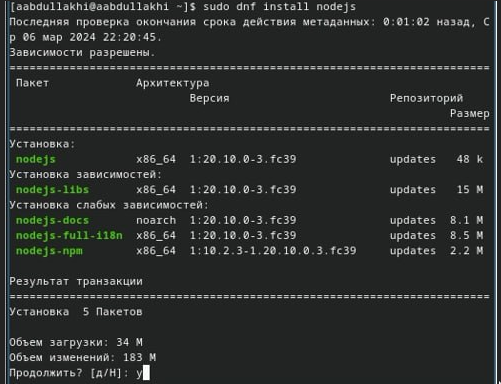 [aabdullakhi@aabdullakhi ~]$ sudo dnf install nodejs
Последняя проверка окончания срока действия метаданных: 0:01:02 назад, С
р 06 мар 2024 22:20:45.
Зависимости разрешены.
================================================================
Пакет Архитектура
Версия Репозиторий
Размер
================================================================
Установка:
nodejs x86_64 1:20.10.0-3.fc39 updates 48 k
Установка зависимостей:
nodejs-libs x86_64 1:20.10.0-3.fc39 updates 15 M
Установка слабых зависимостей:
nodejs-docs noarch 1:20.10.0-3.fc39 updates 8.1 M
nodejs-full-i18n x86_64 1:20.10.0-3.fc39 updates 8.5 M
nodejs-npm x86_64 1:10.2.3-1.20.10.0.3.fc39 updates 2.2 M
Результат транзакции
================================================================
Установка 5 Пакетов
Объем загрузки: 34 M
Объем изменений: 183 M
Продолжить? [д/Н]: y